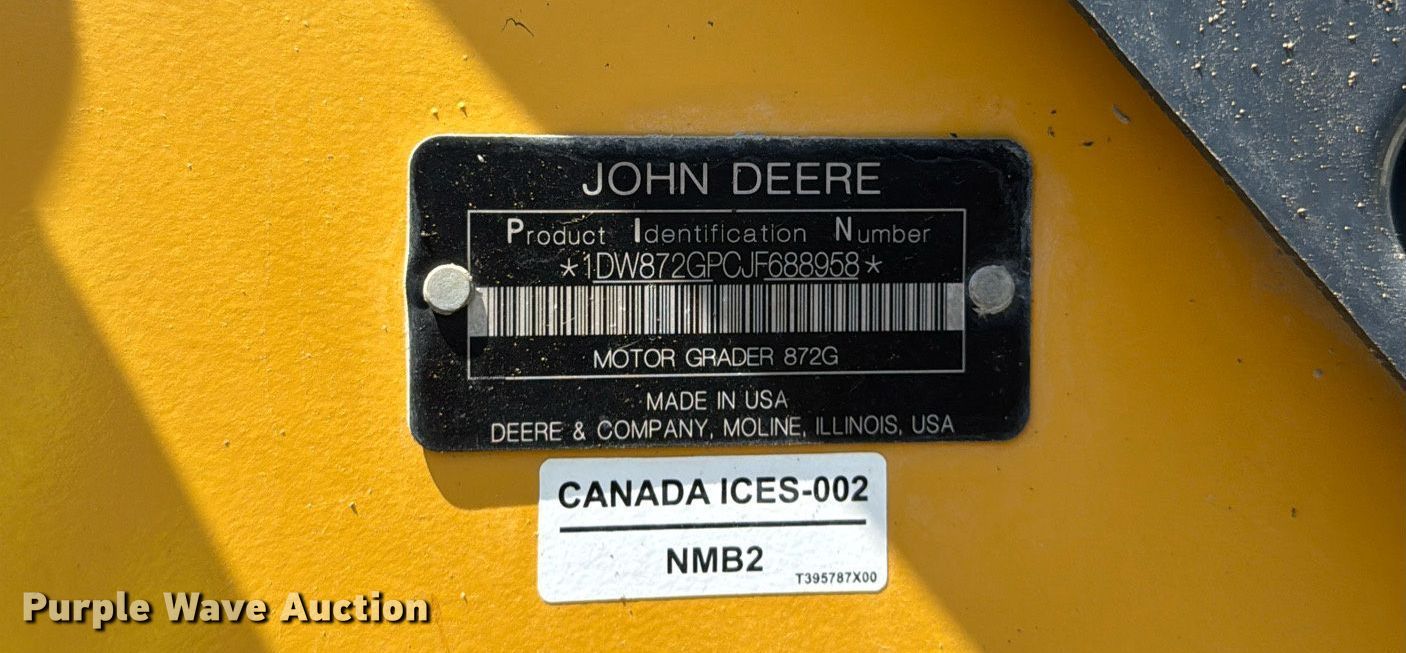 JOHN DEERE
Product Identification Number
*1DW872GPCJF688958*
MOTOR GRADER 872G
MADE IN USA
DEERE & COMPANY, MOLINE, ILLINOIS, USA
CANADA ICES-002
NMB2
T395787X00
Purple Wave Auction